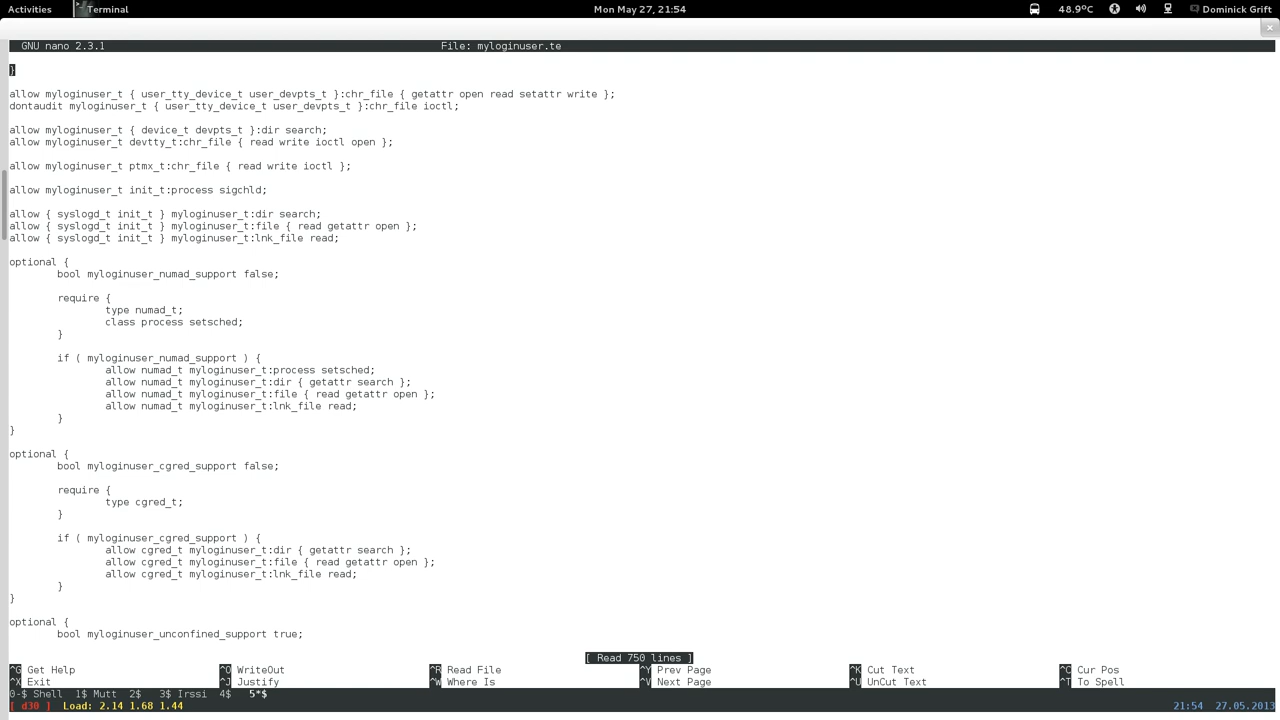 Activities Terminal Mon May 27, 21:54 48.9°C Dominick Grift
GNU nano 2.3.1 File: myloginuser.te
}
allow myloginuser_t { user_tty_device_t user_devpts_t }:chr_file { getattr open read setattr write };
dontaudit myloginuser_t { user_tty_device_t user_devpts_t }:chr_file ioctl;
allow myloginuser_t { device_t devpts_t }:dir search;
allow myloginuser_t devtty_t:chr_file { read write ioctl open };
allow myloginuser_t ptmx_t:chr_file { read write ioctl };
allow myloginuser_t init_t:process sigchld;
allow { syslogd_t init_t } myloginuser_t:dir search;
allow { syslogd_t init_t } myloginuser_t:file { read getattr open };
allow { syslogd_t init_t } myloginuser_t:lnk_file read;
optional {
bool myloginuser_numad_support false;
require {
type numad_t;
class process setsched;
}
if ( myloginuser_numad_support ) {
allow numad_t myloginuser_t:process setsched;
allow numad_t myloginuser_t:dir { getattr search };
allow numad_t myloginuser_t:file { read getattr open };
allow numad_t myloginuser_t:lnk_file read;
}
}
optional {
bool myloginuser_cgred_support false;
require {
type cgred_t;
}
if ( myloginuser_cgred_support ) {
allow cgred_t myloginuser_t:dir { getattr search };
allow cgred_t myloginuser_t:file { read getattr open };
allow cgred_t myloginuser_t:lnk_file read;
}
}
optional {
bool myloginuser_unconfined_support true;
[ Read 750 lines ]
^G Get Help ^O WriteOut ^R Read File ^Y Prev Page ^K Cut Text ^C Cur Pos
^X Exit ^J Justify ^W Where Is ^V Next Page ^U UnCut Text ^T To Spell
0-$ Shell 1$ Mutt 2$ 3$ Irssi 4$ 5*$
[ d30 ] Load: 2.14 1.68 1.44 21:54 27.05.2013